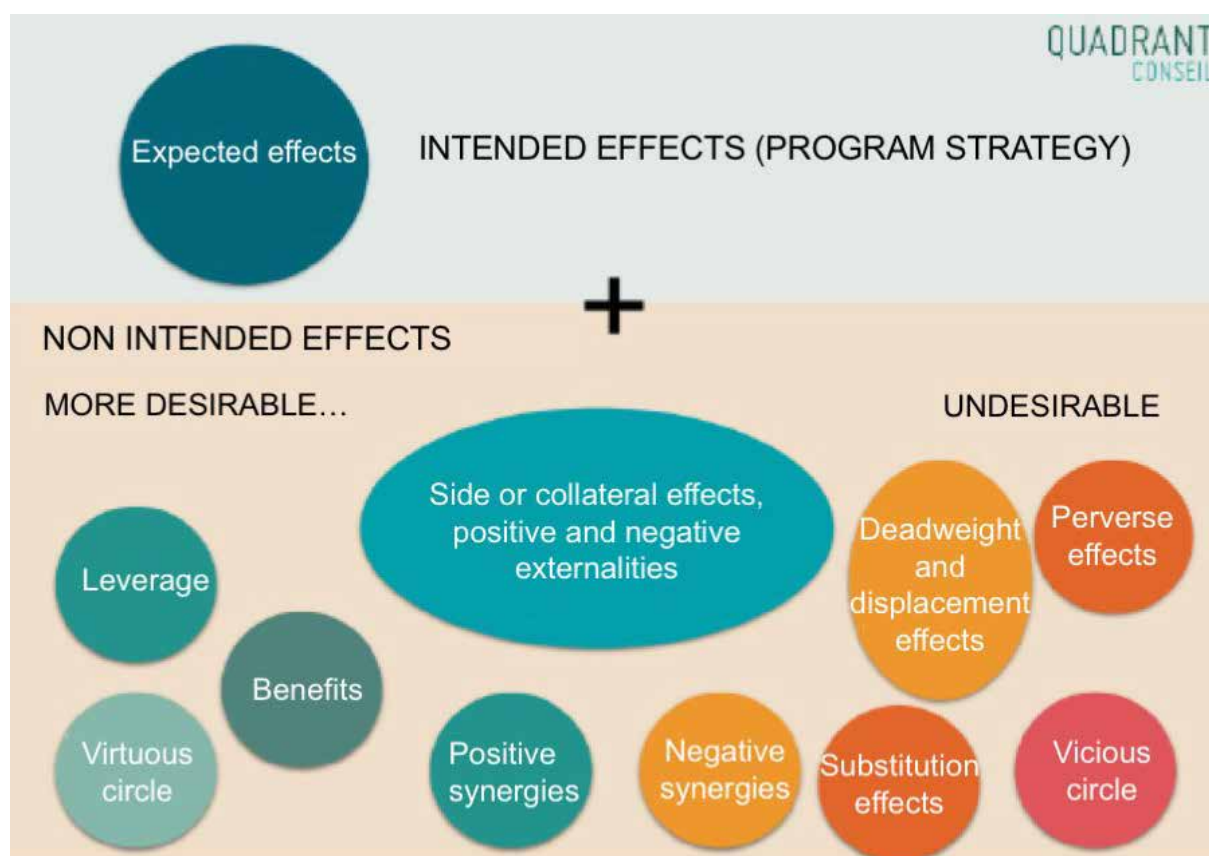 QUADRANT
CONSEIL
Expected effects
INTENDED EFFECTS (PROGRAM STRATEGY)
+
NON INTENDED EFFECTS
MORE DESIRABLE…
UNDESIRABLE
Side or collateral effects,
positive and negative
externalities
Deadweight
and
displacement
effects
Perverse
effects
Leverage
Benefits
Virtuous
circle
Positive
synergies
Negative
synergies
Substitution
effects
Vicious
circle